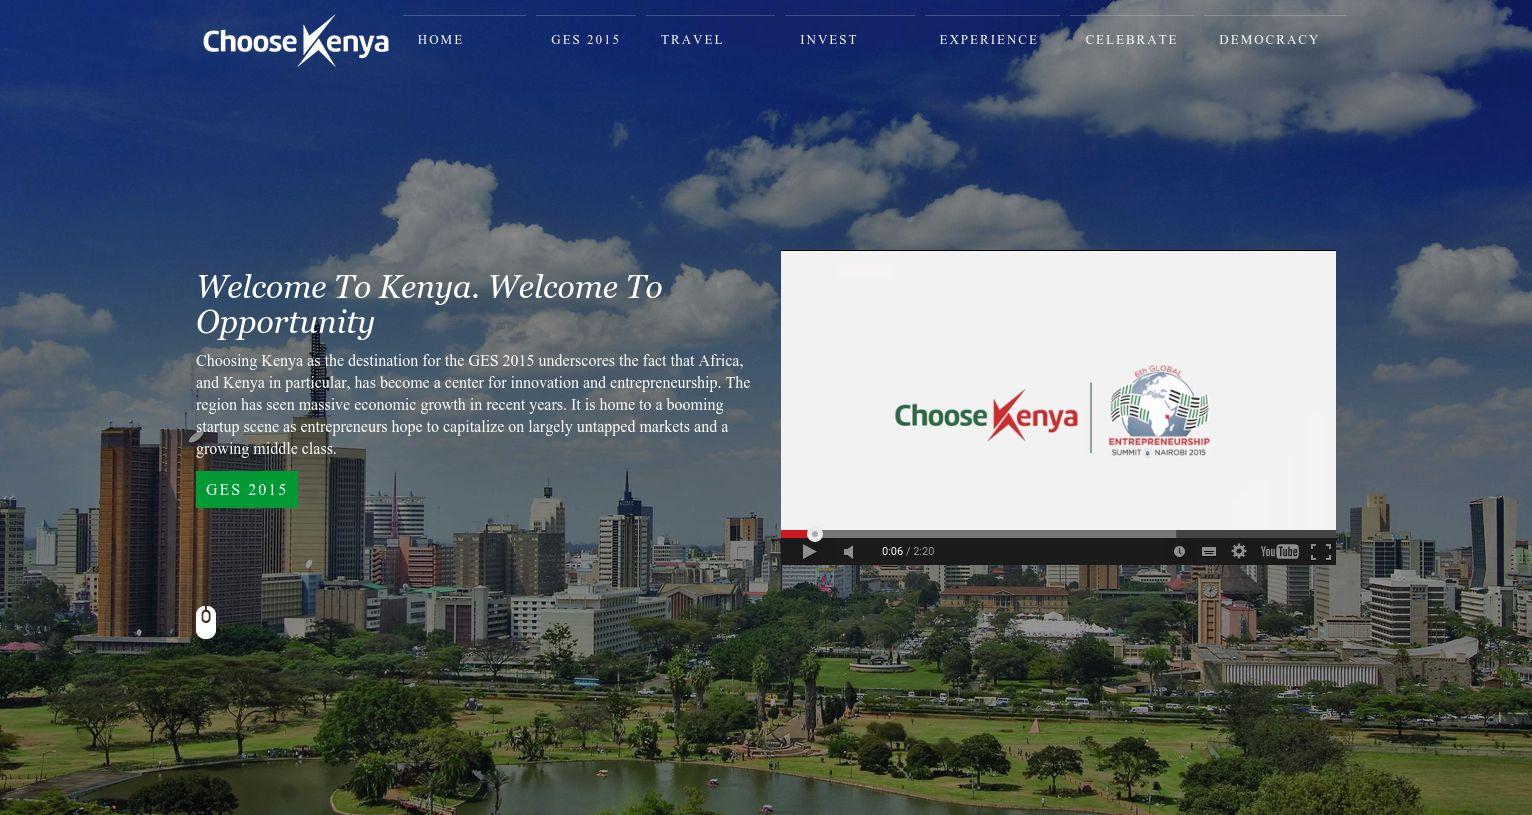 Choose Kenya
HOME
GES 2015
TRAVEL
INVEST
EXPERIENCE
CELEBRATE
DEMOCRACY
Welcome To Kenya. Welcome To
Opportunity
Choosing Kenya as the destination for the GES 2015 underscores the fact that Africa,
and Kenya in particular, has become a center for innovation and entrepreneurship. The
region has seen massive economic growth in recent years. It is home to a booming
startup scene as entrepreneurs hope to capitalize on largely untapped markets and a
growing middle class.
GES 2015
Choose Kenya
6th GLOBAL
ENTREPRENEURSHIP
SUMMIT NAIROBI 2015
0:06 / 2:20
YouTube